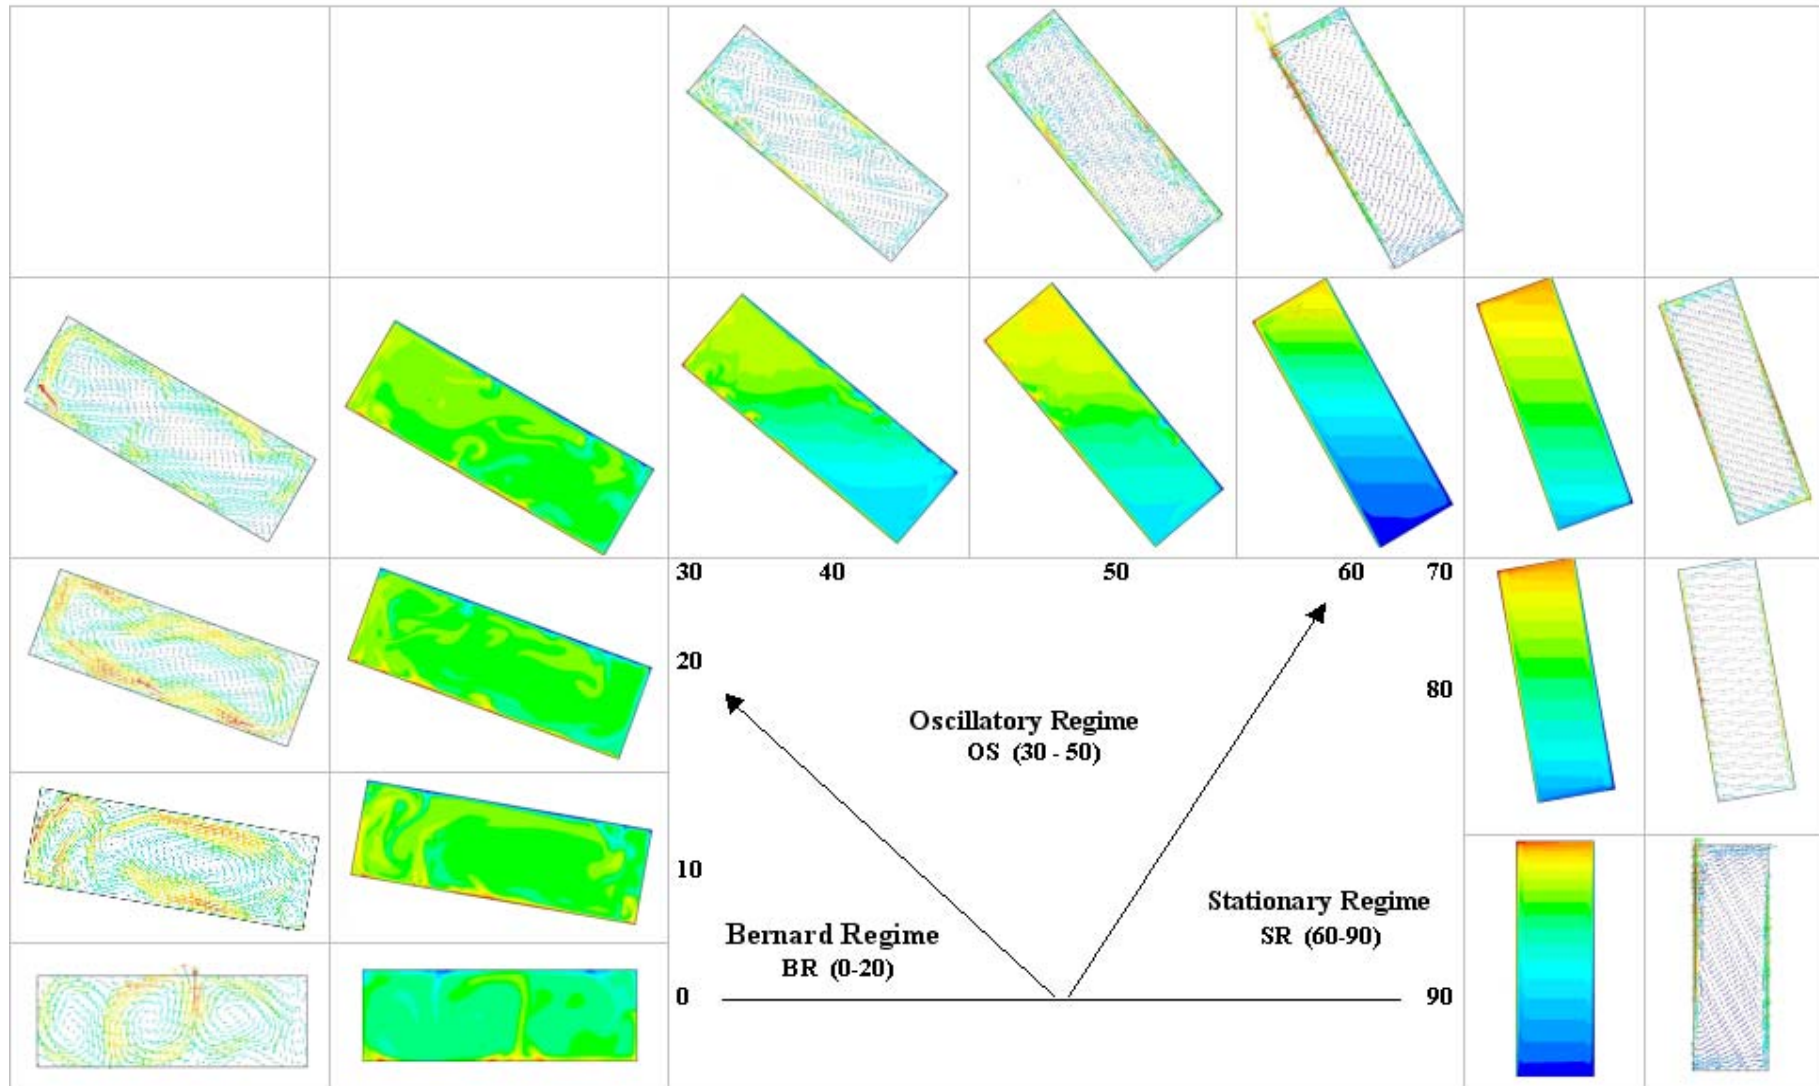 30 40 50 60 70
20
80
Oscillatory Regime
OS (30 - 50)
10
Stationary Regime
SR (60-90)
Bernard Regime
BR (0-20)
0 90